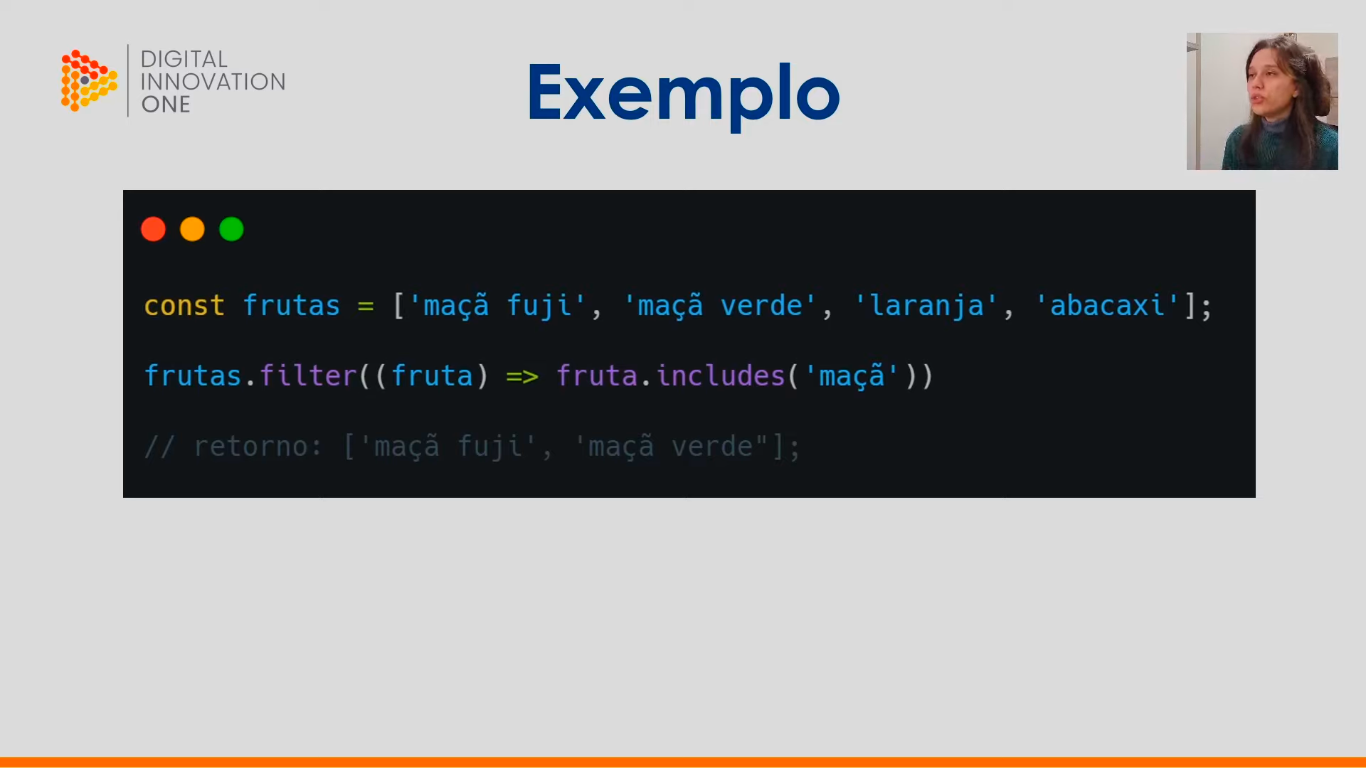 DIGITAL
INNOVATION
ONE
Exemplo
const frutas = ['maçã fuji', 'maçã verde', 'laranja', 'abacaxi'];
frutas.filter((fruta) => fruta.includes('maçã'))
// retorno: ['maçã fuji', 'maçã verde"];